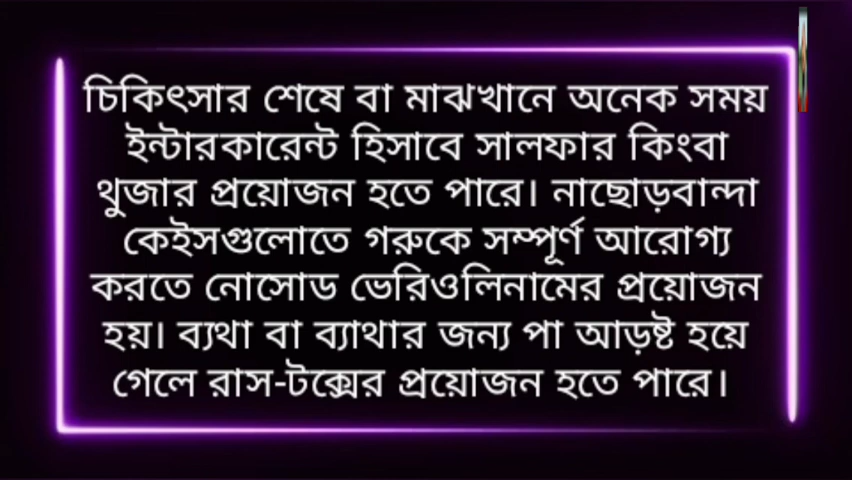 চিকিৎসার শেষে বা মাঝখানে অনেক সময়
ইন্টারকারেন্ট হিসাবে সালফার কিংবা
থুজার প্রয়োজন হতে পারে। নাছোড়বান্দা
কেইসগুলোতে গরুকে সম্পূর্ণ আরোগ্য
করতে নোসোড ভেরিওলিনামের প্রয়োজন
হয়। ব্যথা বা ব্যাথার জন্য পা আড়ষ্ট হয়ে
গেলে রাস-টক্সের প্রয়োজন হতে পারে।